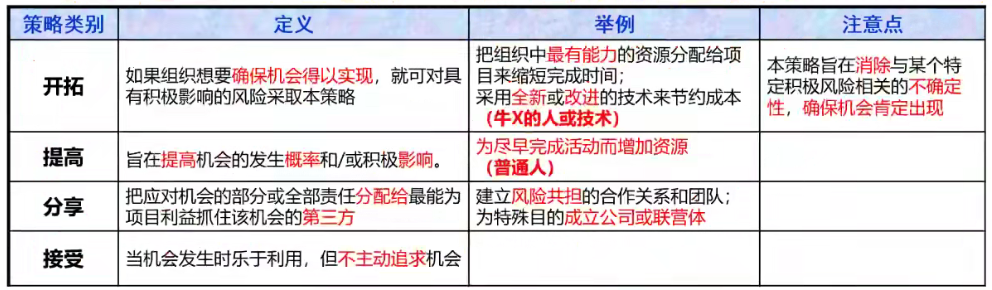 策略类别 定义 举例 注意点
开拓
如果组织想要确保机会得以实现，就可对具
有积极影响的风险采取本策略
把组织中最有能力的资源分配给项
目来缩短完成时间；
采用全新或改进的技术来节约成本
（牛X的人或技术）
本策略旨在消除与某个特
定积极风险相关的不确定
性，确保机会肯定出现
提高
旨在提高机会的发生概率和/或积极影响。
为尽早完成活动而增加资源
（普通人）
分享
把应对机会的部分或全部责任分配给最能为
项目利益抓住该机会的第三方
建立风险共担的合作关系和团队；
为特殊目的成立公司或联营体
接受
当机会发生时乐于利用，但不主动追求机会